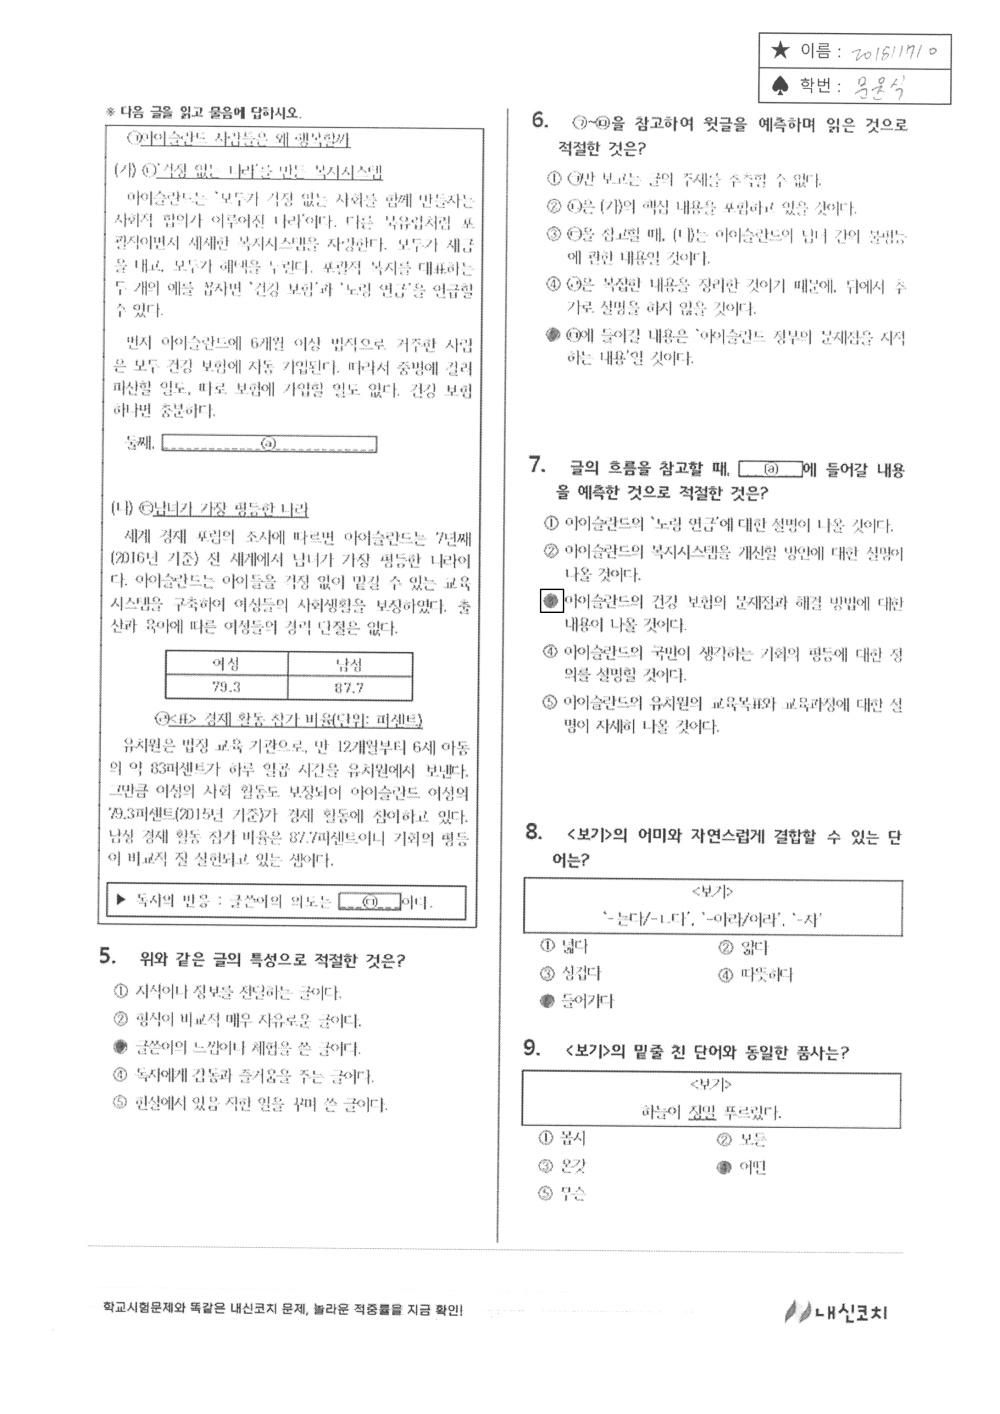 ★ 이름 : 20181710
♠ 학번 : 문윤식
※ 다음 글을 읽고 물음에 답하시오.
㉠아이슬란드 사람들은 왜 행복할까
(가) ㉡'걱정 없는 나라'를 만든 복지시스템
아이슬란드는 '모두가 걱정 없는 사회를 함께 만들자는
사회적 합의가 이루어진 나라'이다. 다른 북유럽처럼 포
괄적이면서 세세한 복지시스템을 자랑한다. 모두가 세금
을 내고, 모두가 혜택을 누린다. 포괄적 복지를 대표하는
두 개의 예를 꼽자면 '건강 보험'과 '노령 연금'을 언급할
수 있다.
먼저 아이슬란드에 6개월 이상 법적으로 거주한 사람
은 모두 건강 보험에 자동 가입된다. 따라서 중병에 걸려
파산할 일도, 따로 보험에 가입할 일도 없다. 건강 보험
하나면 충분하다.
둘째, ⓐ
(나) ㉢남녀가 가장 평등한 나라
세계 경제 포럼의 조사에 따르면 아이슬란드는 7년째
(2016년 기준) 전 세계에서 남녀가 가장 평등한 나라이
다. 아이슬란드는 아이들을 걱정 없이 맡길 수 있는 교육
시스템을 구축하여 여성들의 사회생활을 보장하였다. 출
산과 육아에 따른 여성들의 경력 단절은 없다.
여성 남성
79.3 87.7
㉣<표> 경제 활동 참가 비율(단위: 퍼센트)
유치원은 법정 교육 기관으로, 만 12개월부터 6세 아동
의 약 83퍼센트가 하루 일곱 시간을 유치원에서 보낸다.
그만큼 여성의 사회 활동도 보장되어 아이슬란드 여성의
79.3퍼센트(2015년 기준)가 경제 활동에 참여하고 있다.
남성 경제 활동 참가 비율은 87.7퍼센트이니 기회의 평등
이 비교적 잘 실현되고 있는 셈이다.
▶ 독자의 반응 : 글쓴이의 의도는 ㉤이다.
5. 위와 같은 글의 특성으로 적절한 것은?
① 지식이나 정보를 전달하는 글이다.
② 형식이 비교적 매우 자유로운 글이다.
글쓴이의 느낌이나 체험을 쓴 글이다.
④ 독자에게 감동과 즐거움을 주는 글이다.
⑤ 현실에서 있음 직한 일을 꾸며 쓴 글이다.
6. ㉠~㉤을 참고하여 윗글을 예측하며 읽은 것으로
적절한 것은?
① ㉠만 보고는 글의 주제를 추측할 수 없다.
② ㉡은 (가)의 핵심 내용을 포함하고 있을 것이다.
③ ㉢을 참고할 때, (나)는 아이슬란드의 남녀 간의 불평등
에 관한 내용일 것이다.
④ ㉣은 복잡한 내용을 정리한 것이기 때문에, 뒤에서 추
가로 설명을 하지 않을 것이다.
㉤에 들어갈 내용은 '아이슬란드 정부의 문제점을 지적
하는 내용'일 것이다.
7. 글의 흐름을 참고할 때, ⓐ에 들어갈 내용
을 예측한 것으로 적절한 것은?
① 아이슬란드의 '노령 연금'에 대한 설명이 나올 것이다.
② 아이슬란드의 복지시스템을 개선할 방안에 대한 설명이
나올 것이다.
아이슬란드의 건강 보험의 문제점과 해결 방법에 대한
내용이 나올 것이다.
④ 아이슬란드의 국민이 생각하는 기회의 평등에 대한 정
의를 설명할 것이다.
⑤ 아이슬란드의 유치원의 교육목표와 교육과정에 대한 설
명이 자세히 나올 것이다.
8. <보기>의 어미와 자연스럽게 결합할 수 있는 단
어는?
<보기>
'-는다/-ㄴ다', '-아라/어라', '-자'
① 넓다 ② 얇다
③ 싱겁다 ④ 따뜻하다
들어가다
9. <보기>의 밑줄 친 단어와 동일한 품사는?
<보기>
하늘이 정말 푸르렀다.
① 몹시 ② 모든
③ 온갖 어떤
⑤ 무슨
학교시험문제와 똑같은 내신코치 문제, 놀라운 적중률을 지금 확인!
내신코치